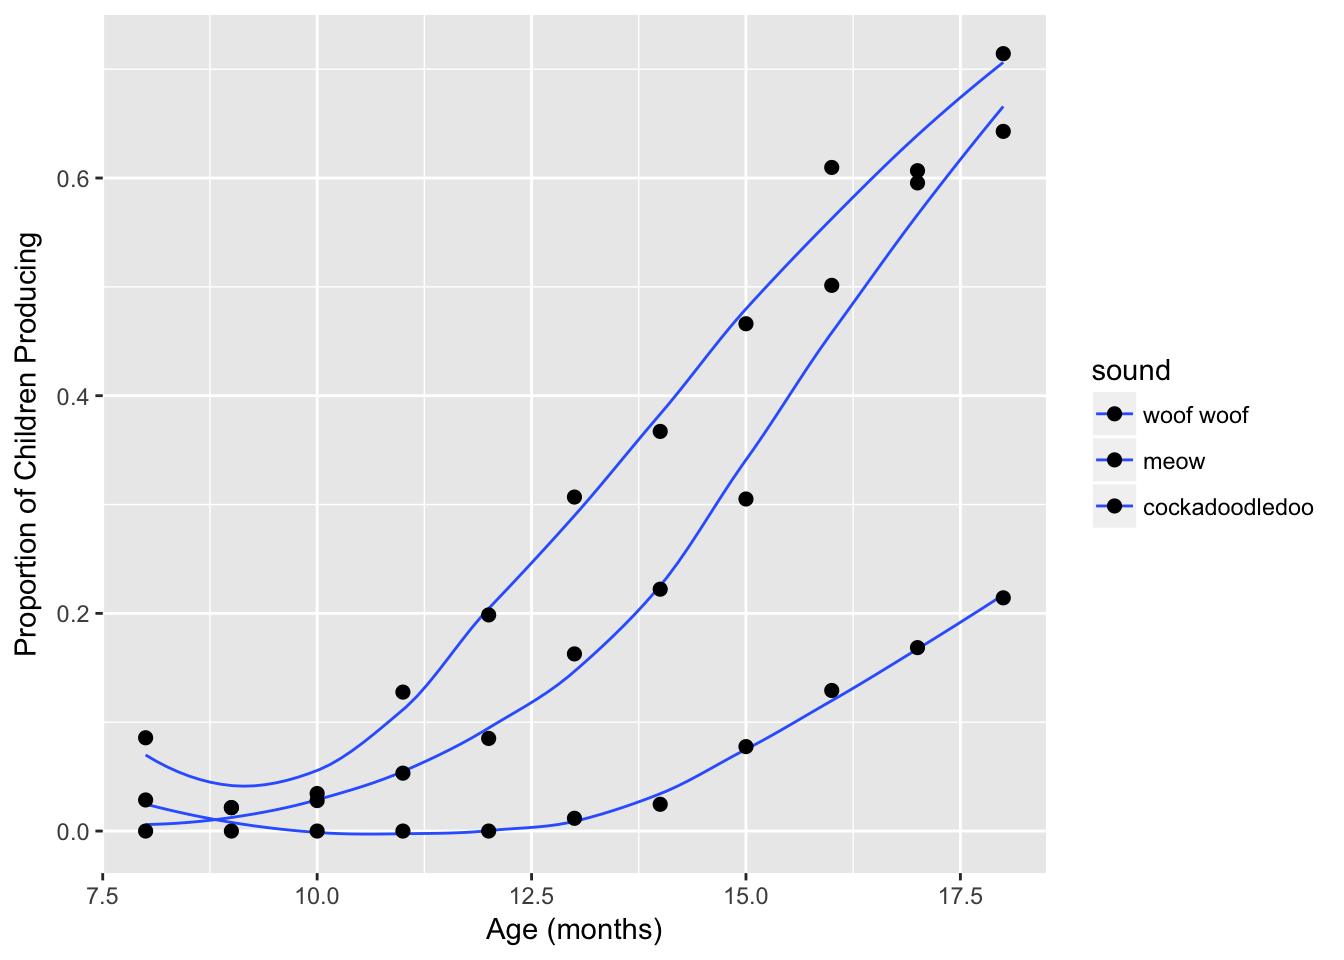 Proportion of Children Producing
0.6
0.4
0.2
0.0
7.5 10.0 12.5 15.0 17.5
Age (months)
sound
woof woof
meow
cockadoodledoo